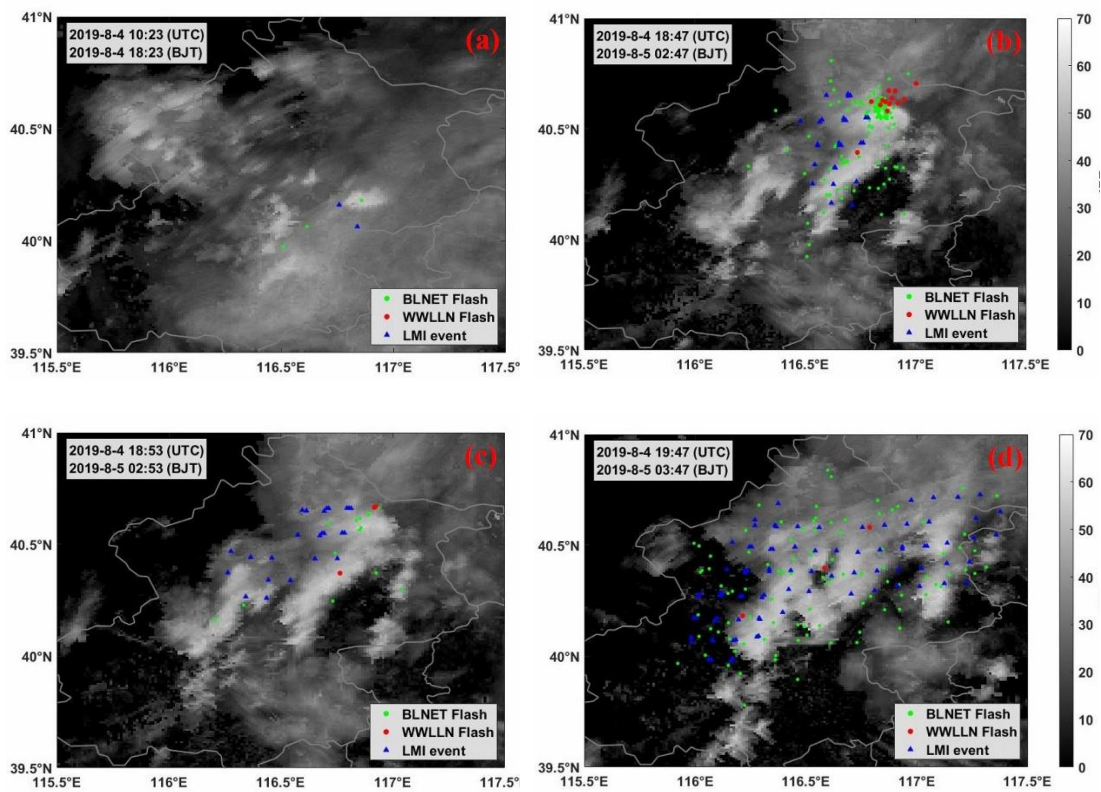 41°N
40.5°N
40°N
39.5°N
115.5°E
116°E
116.5°E
117°E
117.5°E
2019-8-4 10:23 (UTC)
2019-8-4 18:23 (BJT)
(a)
BLNET Flash
WWLLN Flash
LMI event
41°N
40.5°N
40°N
39.5°N
115.5°E
116°E
116.5°E
117°E
117.5°E
2019-8-4 18:47 (UTC)
2019-8-5 02:47 (BJT)
(b)
BLNET Flash
WWLLN Flash
LMI event
70
60
50
40
30
20
10
0
41°N
40.5°N
40°N
39.5°N
115.5°E
116°E
116.5°E
117°E
117.5°E
2019-8-4 18:53 (UTC)
2019-8-5 02:53 (BJT)
(c)
BLNET Flash
WWLLN Flash
LMI event
41°N
40.5°N
40°N
39.5°N
115.5°E
116°E
116.5°E
117°E
117.5°E
2019-8-4 19:47 (UTC)
2019-8-5 03:47 (BJT)
(d)
BLNET Flash
WWLLN Flash
LMI event
70
60
50
40
30
20
10
0